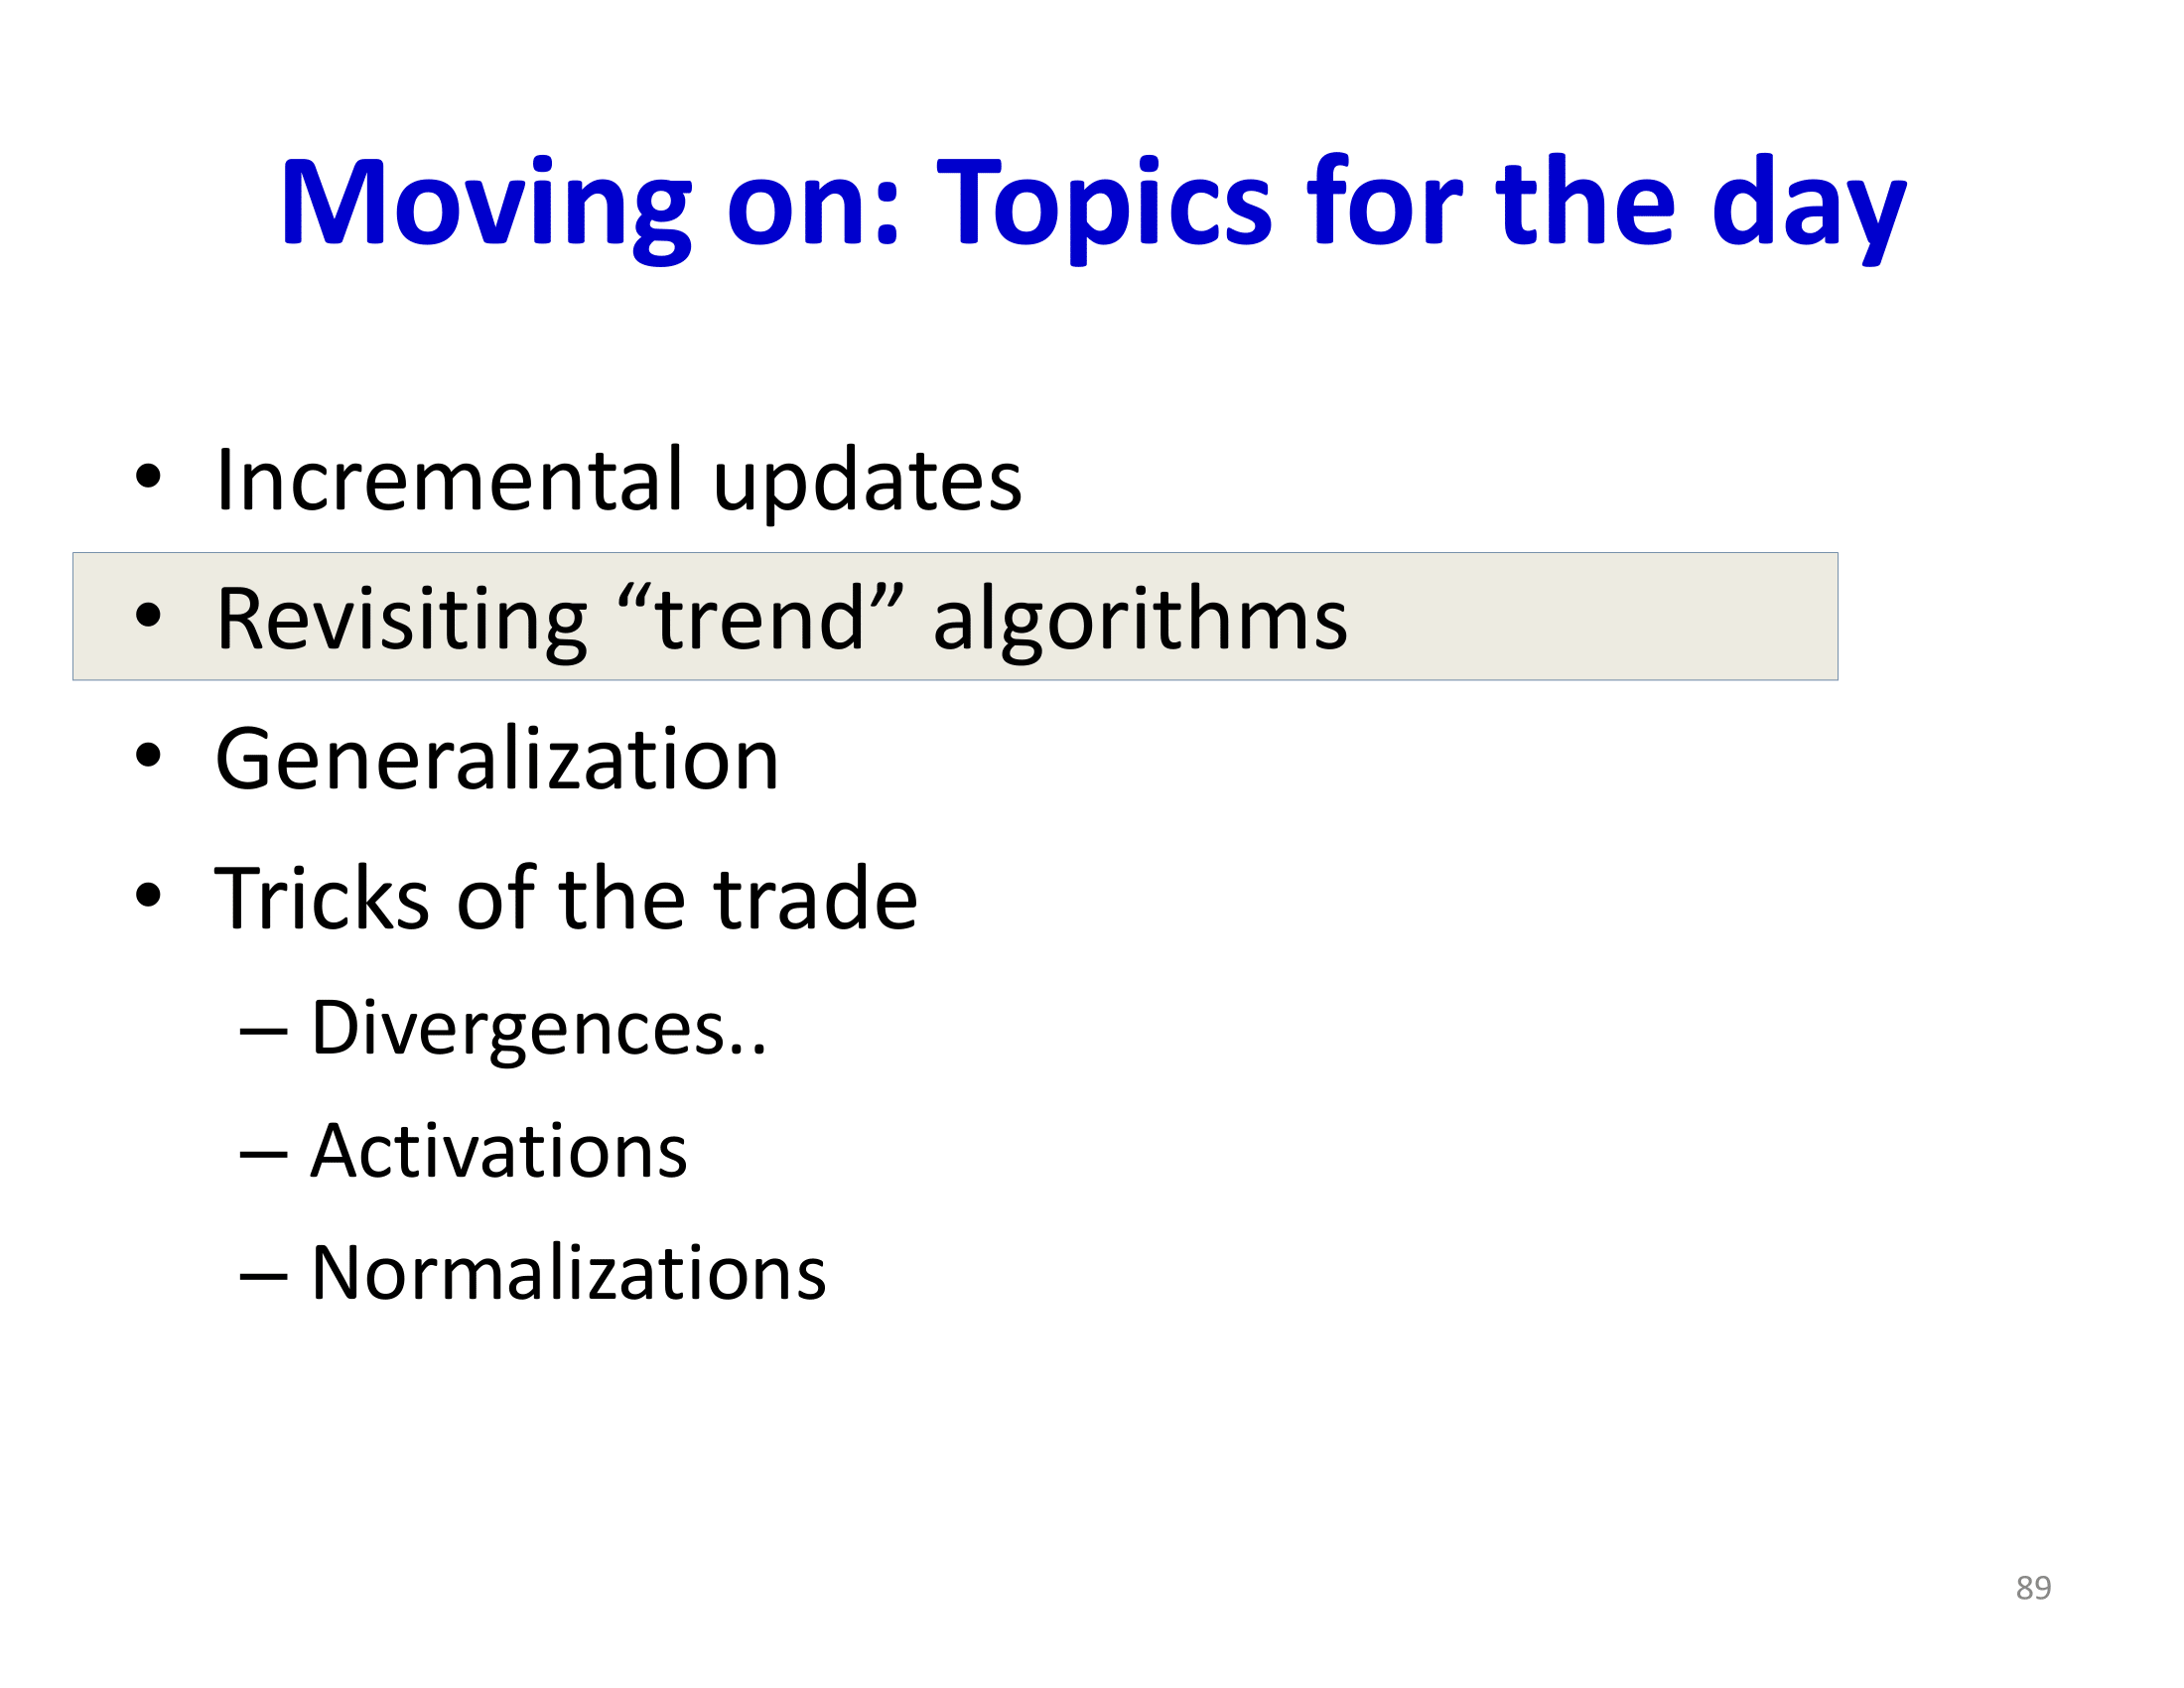 Moving on: Topics for the day
• Incremental updates
• Revisiting “trend” algorithms
• Generalization
• Tricks of the trade
– Divergences..
– Activations
– Normalizations
89